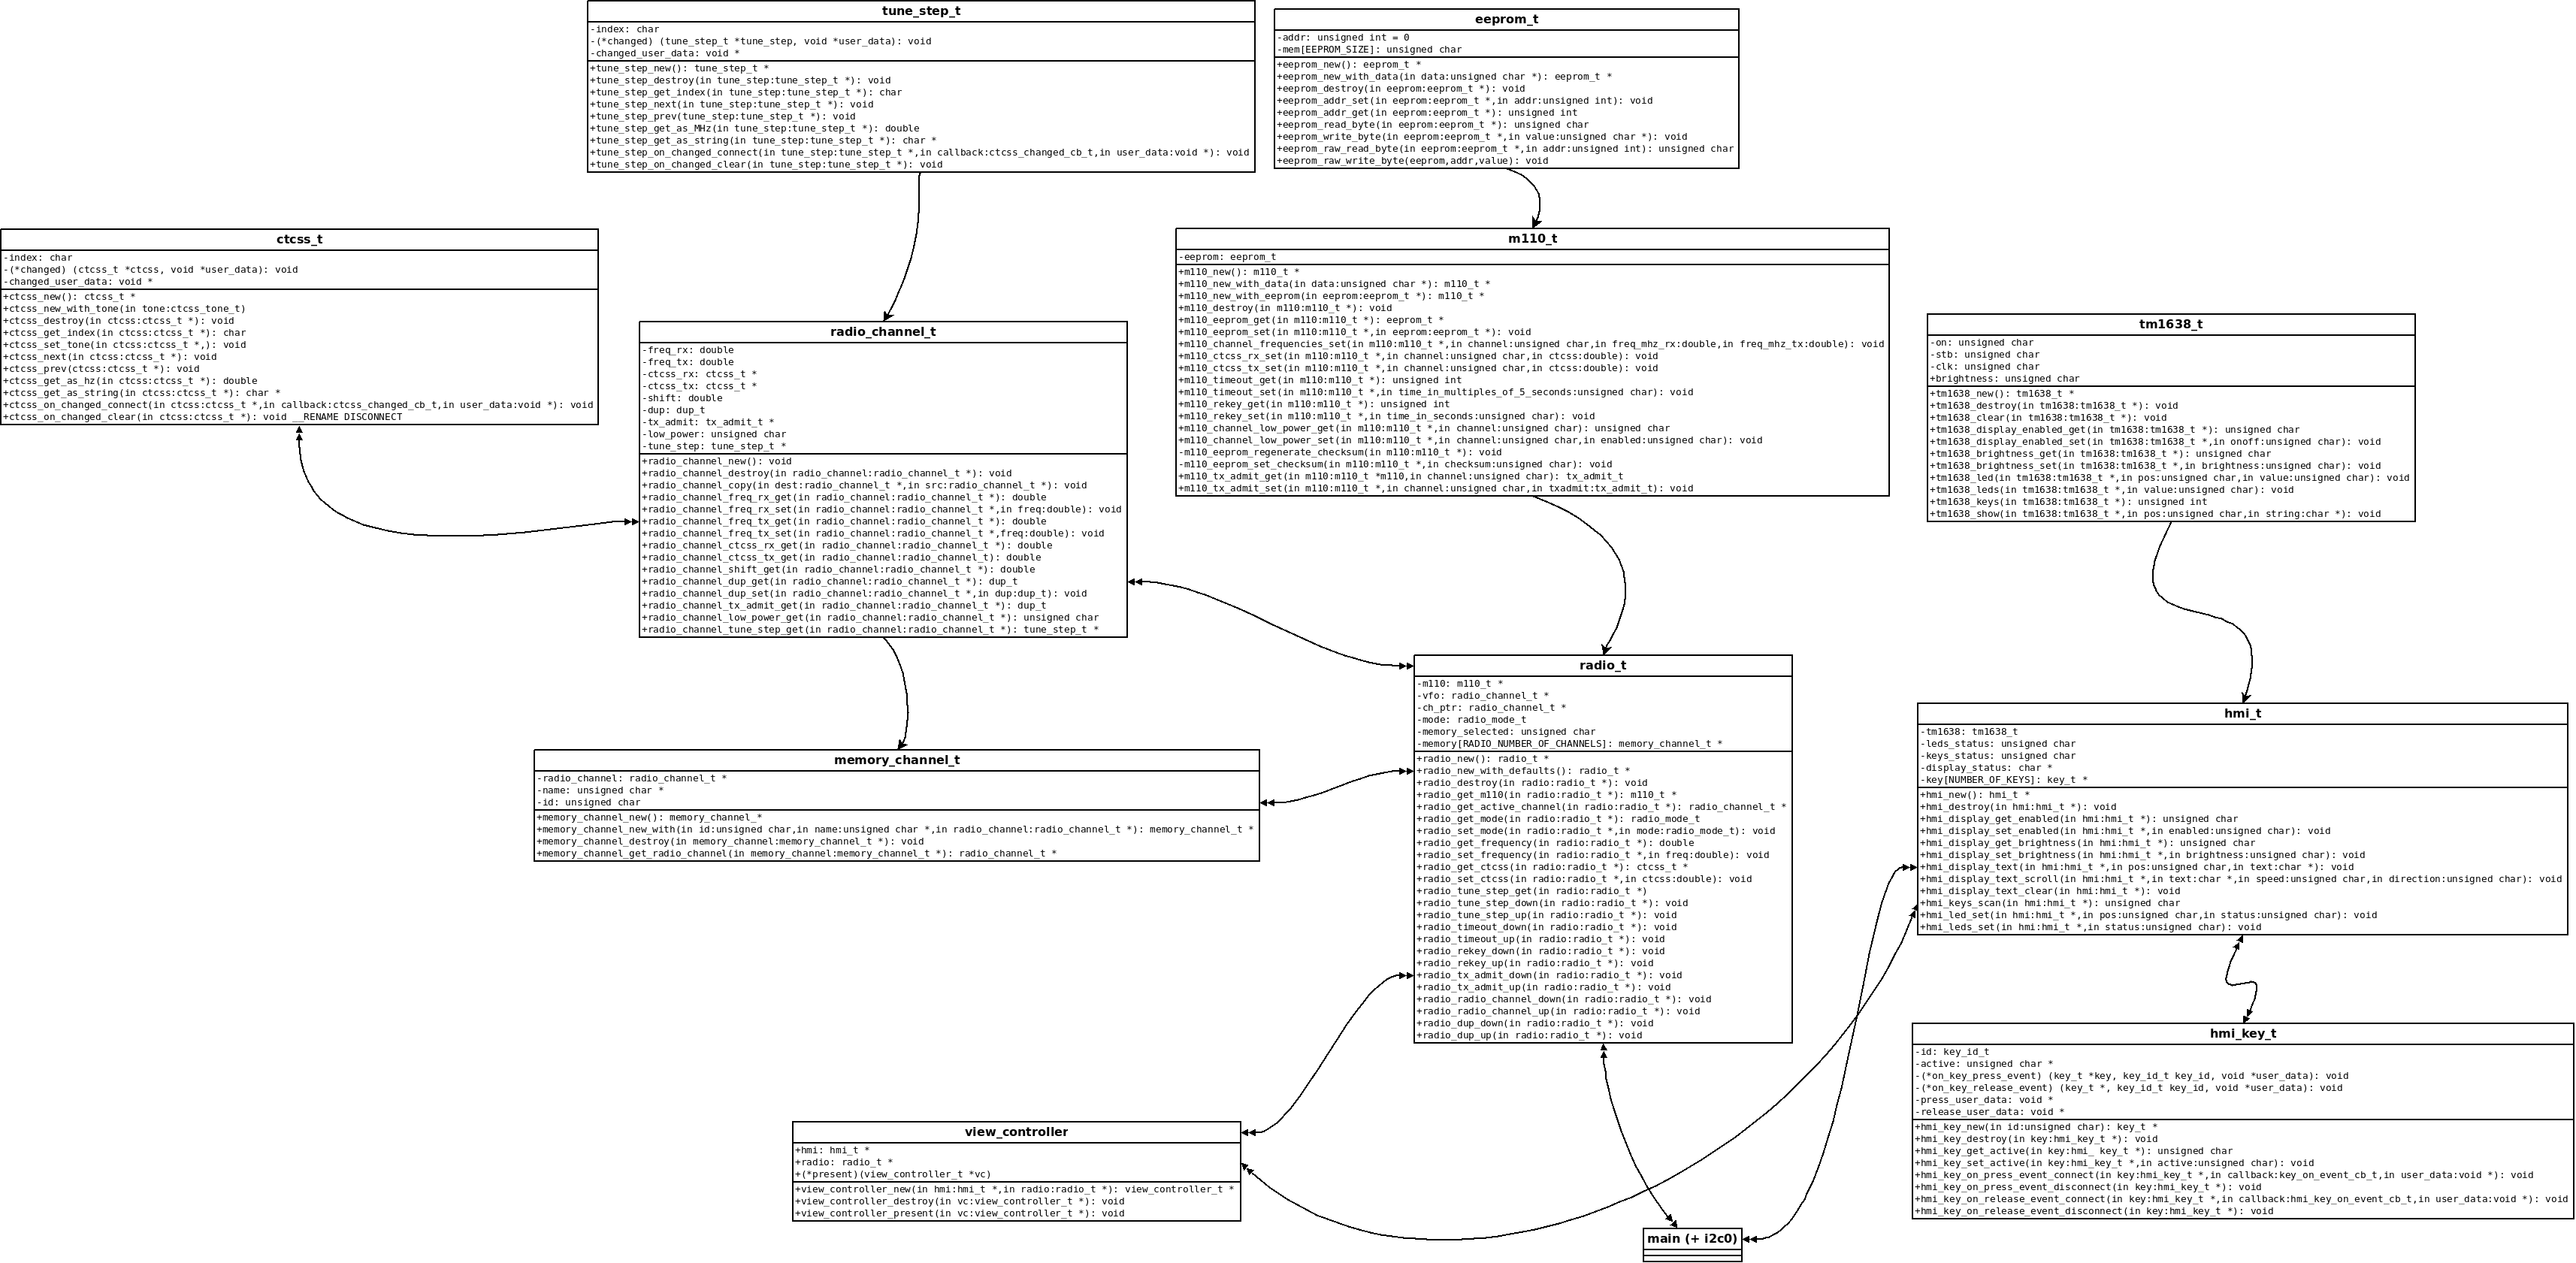 tune_step_t
-index: char
-(*changed) (tune_step_t *tune_step, void *user_data): void
-changed_user_data: void *
+tune_step_new(): tune_step_t *
+tune_step_destroy(in tune_step:tune_step_t *): void
+tune_step_get_index(in tune_step:tune_step_t *): char
+tune_step_next(in tune_step:tune_step_t *): void
+tune_step_prev(tune_step:tune_step_t *): void
+tune_step_get_as_MHz(in tune_step:tune_step_t *): double
+tune_step_get_as_string(in tune_step:tune_step_t *): char *
+tune_step_on_changed_connect(in tune_step:tune_step_t *,in callback:ctcss_changed_cb_t,in user_data:void *): void
+tune_step_on_changed_clear(in tune_step:tune_step_t *): void
eeprom_t
-addr: unsigned int = 0
-mem[EEPROM_SIZE]: unsigned char
+eeprom_new(): eeprom_t *
+eeprom_new_with_data(in data:unsigned char *): eeprom_t *
+eeprom_destroy(in eeprom:eeprom_t *): void
+eeprom_addr_set(in eeprom:eeprom_t *,in addr:unsigned int): void
+eeprom_addr_get(in eeprom:eeprom_t *): unsigned int
+eeprom_read_byte(in eeprom:eeprom_t *): unsigned char
+eeprom_write_byte(in eeprom:eeprom_t *,in value:unsigned char *): void
+eeprom_raw_read_byte(in eeprom:eeprom_t *,in addr:unsigned int): unsigned char
+eeprom_raw_write_byte(eeprom,addr,value): void
ctcss_t
-index: char
-(*changed) (ctcss_t *ctcss, void *user_data): void
-changed_user_data: void *
+ctcss_new(): ctcss_t *
+ctcss_new_with_tone(in tone:ctcss_tone_t)
+ctcss_destroy(in ctcss:ctcss_t *): void
+ctcss_get_index(in ctcss:ctcss_t *): char
+ctcss_set_tone(in ctcss:ctcss_t *,): void
+ctcss_next(in ctcss:ctcss_t *): void
+ctcss_prev(ctcss:ctcss_t *): void
+ctcss_get_as_hz(in ctcss:ctcss_t *): double
+ctcss_get_as_string(in ctcss:ctcss_t *): char *
+ctcss_on_changed_connect(in ctcss:ctcss_t *,in callback:ctcss_changed_cb_t,in user_data:void *): void
+ctcss_on_changed_clear(in ctcss:ctcss_t *): void __RENAME DISCONNECT
m110_t
-eeprom: eeprom_t
+m110_new(): m110_t *
+m110_new_with_data(in data:unsigned char *): m110_t *
+m110_new_with_eeprom(in eeprom:eeprom_t *): m110_t *
+m110_destroy(in m110:m110_t *): void
+m110_eeprom_get(in m110:m110_t *): eeprom_t *
+m110_eeprom_set(in m110:m110_t *,in eeprom:eeprom_t *): void
+m110_channel_frequencies_set(in m110:m110_t *,in channel:unsigned char,in freq_mhz_rx:double,in freq_mhz_tx:double): void
+m110_ctcss_rx_set(in m110:m110_t *,in channel:unsigned char,in ctcss:double): void
+m110_ctcss_tx_set(in m110:m110_t *,in channel:unsigned char,in ctcss:double): void
+m110_timeout_get(in m110:m110_t *): unsigned int
+m110_timeout_set(in m110:m110_t *,in time_in_multiples_of_5_seconds:unsigned char): void
+m110_rekey_get(in m110:m110_t *): unsigned int
+m110_rekey_set(in m110:m110_t *,in time_in_seconds:unsigned char): void
+m110_channel_low_power_get(in m110:m110_t *,in channel:unsigned char): unsigned char
+m110_channel_low_power_set(in m110:m110_t *,in channel:unsigned char,in enabled:unsigned char): void
-m110_eeprom_regenerate_checksum(in m110:m110_t *): void
-m110_eeprom_set_checksum(in m110:m110_t *,in checksum:unsigned char): void
+m110_tx_admit_get(in m110:m110_t *m110,in channel:unsigned char): tx_admit_t
+m110_tx_admit_set(in m110:m110_t *,in channel:unsigned char,in txadmit:tx_admit_t): void
tm1638_t
-on: unsigned char
-stb: unsigned char
-clk: unsigned char
+brightness: unsigned char
+tm1638_new(): tm1638_t *
+tm1638_destroy(in tm1638:tm1638_t *): void
+tm1638_clear(in tm1638:tm1638_t *): void
+tm1638_display_enabled_get(in tm1638:tm1638_t *): unsigned char
+tm1638_display_enabled_set(in tm1638:tm1638_t *,in onoff:unsigned char): void
+tm1638_brightness_get(in tm1638:tm1638_t *): unsigned char
+tm1638_brightness_set(in tm1638:tm1638_t *,in brightness:unsigned char): void
+tm1638_led(in tm1638:tm1638_t *,in pos:unsigned char,in value:unsigned char): void
+tm1638_leds(in tm1638:tm1638_t *,in value:unsigned char): void
+tm1638_keys(in tm1638:tm1638_t *): unsigned int
+tm1638_show(in tm1638:tm1638_t *,in pos:unsigned char,in string:char *): void
radio_channel_t
-freq_rx: double
-freq_tx: double
-ctcss_rx: ctcss_t *
-ctcss_tx: ctcss_t *
-shift: double
-dup: dup_t
-tx_admit: tx_admit_t *
-low_power: unsigned char
-tune_step: tune_step_t *
+radio_channel_new(): void
+radio_channel_destroy(in radio_channel:radio_channel_t *): void
+radio_channel_copy(in dest:radio_channel_t *,in src:radio_channel_t *): void
+radio_channel_freq_rx_get(in radio_channel:radio_channel_t *): double
+radio_channel_freq_rx_set(in radio_channel:radio_channel_t *,in freq:double): void
+radio_channel_freq_tx_get(in radio_channel:radio_channel_t *): double
+radio_channel_freq_tx_set(in radio_channel:radio_channel_t *,freq:double): void
+radio_channel_ctcss_rx_get(in radio_channel:radio_channel_t *): double
+radio_channel_ctcss_tx_get(in radio_channel:radio_channel_t): double
+radio_channel_shift_get(in radio_channel:radio_channel_t *): double
+radio_channel_dup_get(in radio_channel:radio_channel_t *): dup_t
+radio_channel_dup_set(in radio_channel:radio_channel_t *,in dup:dup_t): void
+radio_channel_tx_admit_get(in radio_channel:radio_channel_t *): dup_t
+radio_channel_low_power_get(in radio_channel:radio_channel_t *): unsigned char
+radio_channel_tune_step_get(in radio_channel:radio_channel_t *): tune_step_t *
radio_t
-m110: m110_t *
-vfo: radio_channel_t *
-ch_ptr: radio_channel_t *
-mode: radio_mode_t
-memory_selected: unsigned char
-memory[RADIO_NUMBER_OF_CHANNELS]: memory_channel_t *
+radio_new(): radio_t *
+radio_new_with_defaults(): radio_t *
+radio_destroy(in radio:radio_t *): void
+radio_get_m110(in radio:radio_t *): m110_t *
+radio_get_active_channel(in radio:radio_t *): radio_channel_t *
+radio_get_mode(in radio:radio_t *): radio_mode_t
+radio_set_mode(in radio:radio_t *,in mode:radio_mode_t): void
+radio_get_frequency(in radio:radio_t *): double
+radio_set_frequency(in radio:radio_t *,in freq:double): void
+radio_get_ctcss(in radio:radio_t *): ctcss_t *
+radio_set_ctcss(in radio:radio_t *,in ctcss:double): void
+radio_tune_step_get(in radio:radio_t *)
+radio_tune_step_down(in radio:radio_t *): void
+radio_tune_step_up(in radio:radio_t *): void
+radio_timeout_down(in radio:radio_t *): void
+radio_timeout_up(in radio:radio_t *): void
+radio_rekey_down(in radio:radio_t *): void
+radio_rekey_up(in radio:radio_t *): void
+radio_tx_admit_down(in radio:radio_t *): void
+radio_tx_admit_up(in radio:radio_t *): void
+radio_radio_channel_down(in radio:radio_t *): void
+radio_radio_channel_up(in radio:radio_t *): void
+radio_dup_down(in radio:radio_t *): void
+radio_dup_up(in radio:radio_t *): void
hmi_t
-tm1638: tm1638_t
-leds_status: unsigned char
-keys_status: unsigned char
-display_status: char *
-key[NUMBER_OF_KEYS]: key_t *
+hmi_new(): hmi_t *
+hmi_destroy(in hmi:hmi_t *): void
+hmi_display_get_enabled(in hmi:hmi_t *): unsigned char
+hmi_display_set_enabled(in hmi:hmi_t *,in enabled:unsigned char): void
+hmi_display_get_brightness(in hmi:hmi_t *): unsigned char
+hmi_display_set_brightness(in hmi:hmi_t *,in brightness:unsigned char): void
+hmi_display_text(in hmi:hmi_t *,in pos:unsigned char,in text:char *): void
+hmi_display_text_scroll(in hmi:hmi_t *,in text:char *,in speed:unsigned char,in direction:unsigned char): void
+hmi_display_text_clear(in hmi:hmi_t *): void
+hmi_keys_scan(in hmi:hmi_t *): unsigned char
+hmi_led_set(in hmi:hmi_t *,in pos:unsigned char,in status:unsigned char): void
+hmi_leds_set(in hmi:hmi_t *,in status:unsigned char): void
memory_channel_t
-radio_channel: radio_channel_t *
-name: unsigned char *
-id: unsigned char
+memory_channel_new(): memory_channel_*
+memory_channel_new_with(in id:unsigned char,in name:unsigned char *,in radio_channel:radio_channel_t *): memory_channel_t *
+memory_channel_destroy(in memory_channel:memory_channel_t *): void
+memory_channel_get_radio_channel(in memory_channel:memory_channel_t *): radio_channel_t *
hmi_key_t
-id: key_id_t
-active: unsigned char *
-(*on_key_press_event) (key_t *key, key_id_t key_id, void *user_data): void
-(*on_key_release_event) (key_t *, key_id_t key_id, void *user_data): void
-press_user_data: void *
-release_user_data: void *
+hmi_key_new(in id:unsigned char): key_t *
+hmi_key_destroy(in key:hmi_key_t *): void
+hmi_key_get_active(in key:hmi_ key_t *): unsigned char
+hmi_key_set_active(in key:hmi_key_t *,in active:unsigned char): void
+hmi_key_on_press_event_connect(in key:hmi_key_t *,in callback:key_on_event_cb_t,in user_data:void *): void
+hmi_key_on_press_event_disconnect(in key:hmi_key_t *): void
+hmi_key_on_release_event_connect(in key:hmi_key_t *,in callback:hmi_key_on_event_cb_t,in user_data:void *): void
+hmi_key_on_release_event_disconnect(in key:hmi_key_t *): void
view_controller
+hmi: hmi_t *
+radio: radio_t *
+(*present)(view_controller_t *vc)
+view_controller_new(in hmi:hmi_t *,in radio:radio_t *): view_controller_t *
+view_controller_destroy(in vc:view_controller_t *): void
+view_controller_present(in vc:view_controller_t *): void
main (+ i2c0)